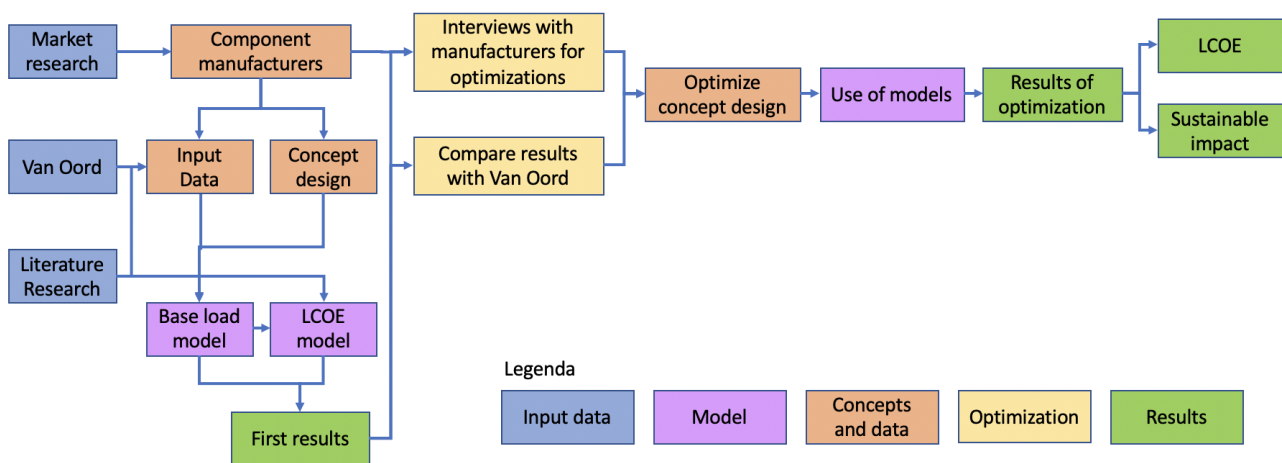 Market
research
Component
manufacturers
Interviews with
manufacturers for
optimizations
LCOE
Optimize
concept design
Use of models
Results of
optimization
Sustainable
impact
Van Oord
Input
Data
Concept
design
Compare results
with Van Oord
Literature
Research
Base load
model
LCOE
model
First results
Legenda
Input data
Model
Concepts
and data
Optimization
Results